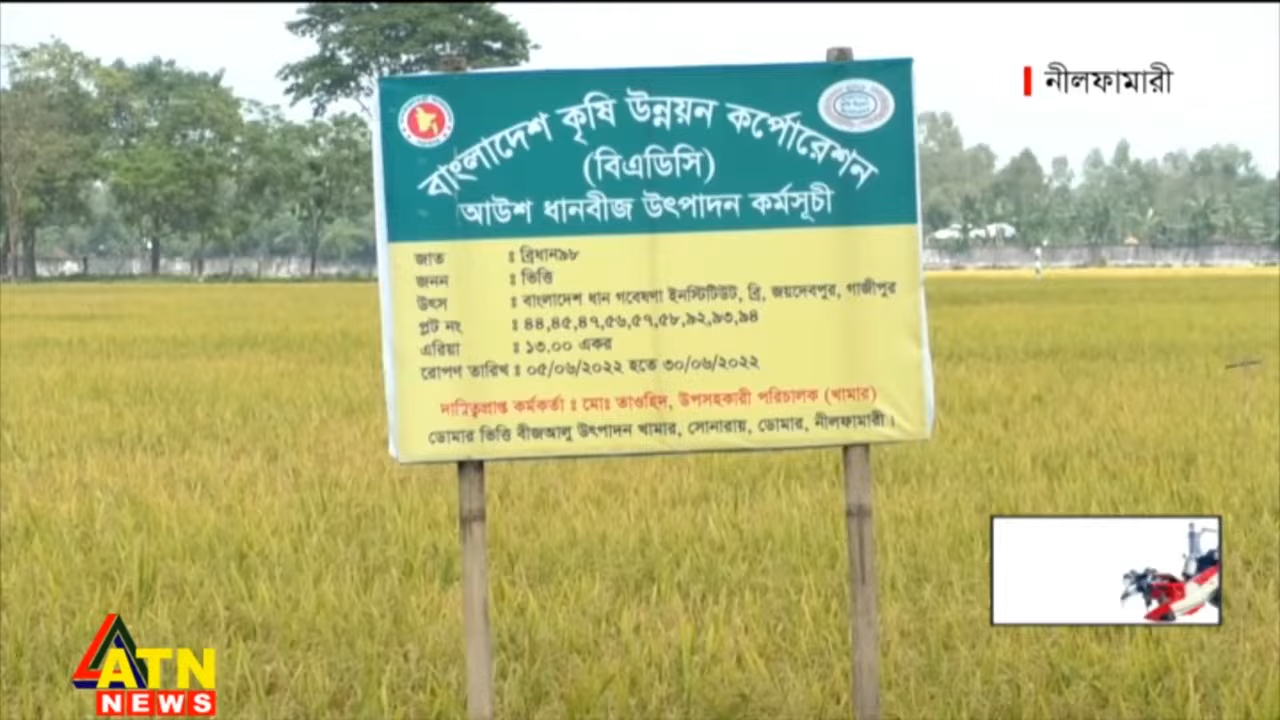 নীলফামারী
বাংলাদেশ কৃষি উন্নয়ন কর্পোরেশন
(বিএডিসি)
আউশ ধানবীজ উৎপাদন কর্মসূচী
জাত : ব্রিধান৯৮
জনন : ভিত্তি
উৎস : বাংলাদেশ ধান গবেষণা ইনস্টিটিউট, ব্রি, জয়দেবপুর, গাজীপুর
প্লট নং : ৪৪,৪৫,৪৭,৫৬,৫৭,৫৮,৯২,৯৩,৯৪
এরিয়া : ১৩.০০ একর
রোপণ তারিখ : ০৫/০৬/২০২২ হতে ৩০/০৬/২০২২
দায়িত্বপ্রাপ্ত কর্মকর্তা : মোঃ তাওহিদ, উপসহকারী পরিচালক (খামার)
ডোমার ভিত্তি বীজআলু উৎপাদন খামার, সোনারায়, ডোমার, নীলফামারী।
ATN
NEWS